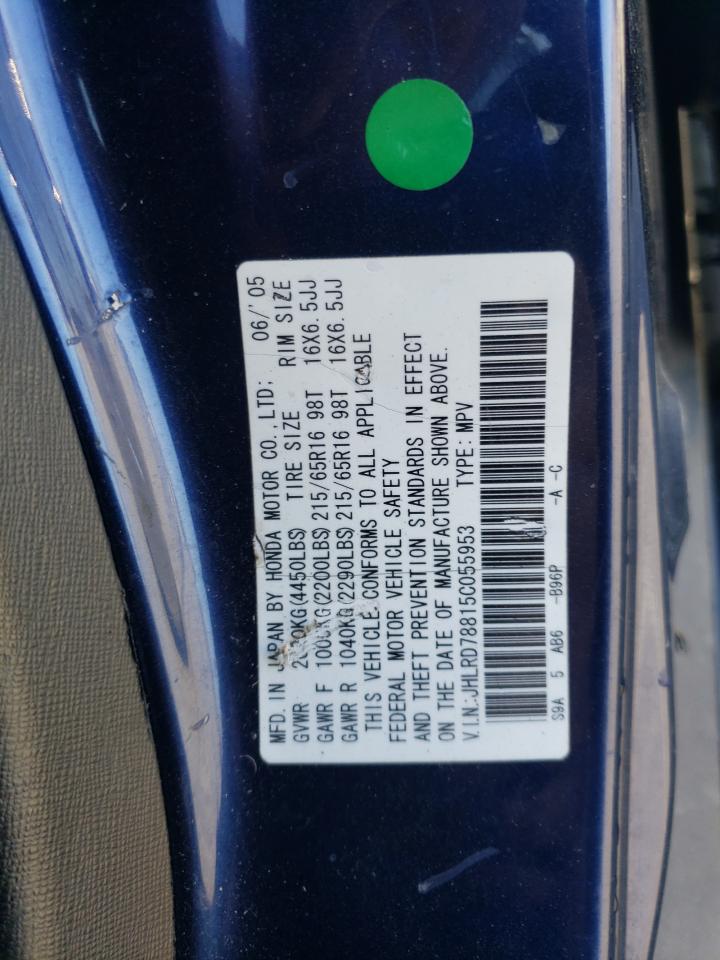 MFD. IN JAPAN BY HONDA MOTOR CO., LTD; 06/'05
GVWR (4450LBS) TIRE SIZE RIM SIZE
GAWR F (2200LBS) 215/65R16 98T 16X6. 5JJ
GAWR R 1040KG(2290LBS) 215/65R16 98T 16X6. 5JJ
THIS VEHICLE CONFORMS TO ALL APPLICABLE
FEDERAL MOTOR VEHICLE SAFETY
AND THEFT PREVENTION STANDARDS IN EFFECT
ON THE DATE OF MANUFACTURE SHOWN ABOVE.
V.I.N.:JHLRD78815C055953 TYPE: MPV
S9A 5 AB6 -B96P -A -C